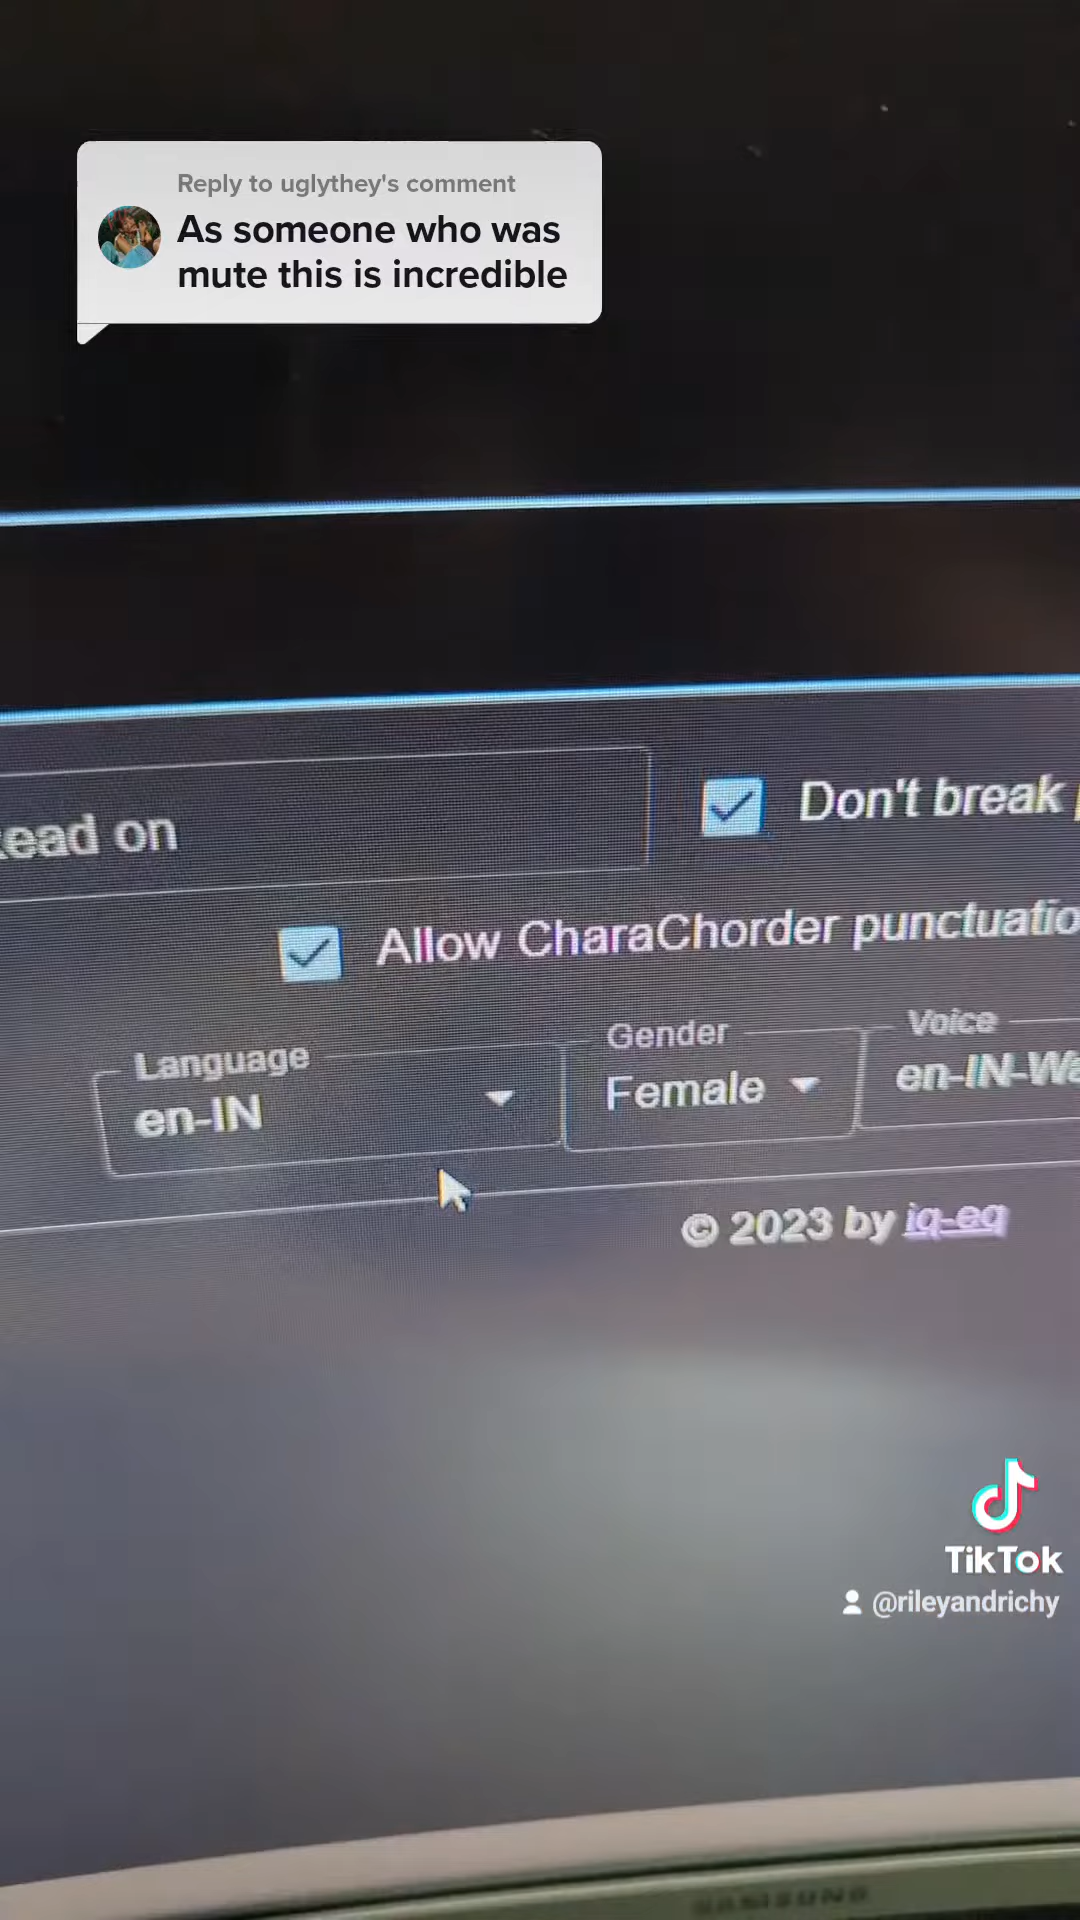 Reply to uglythey's comment
As someone who was
mute this is incredible
ead on
Don't break
Allow CharaChorder punctuatio
Language
en-IN
Gender
Female
Voice
en-IN-Wa
© 2023 by iq-eq
TikTok
@rileyandrichy
SAMSUNG